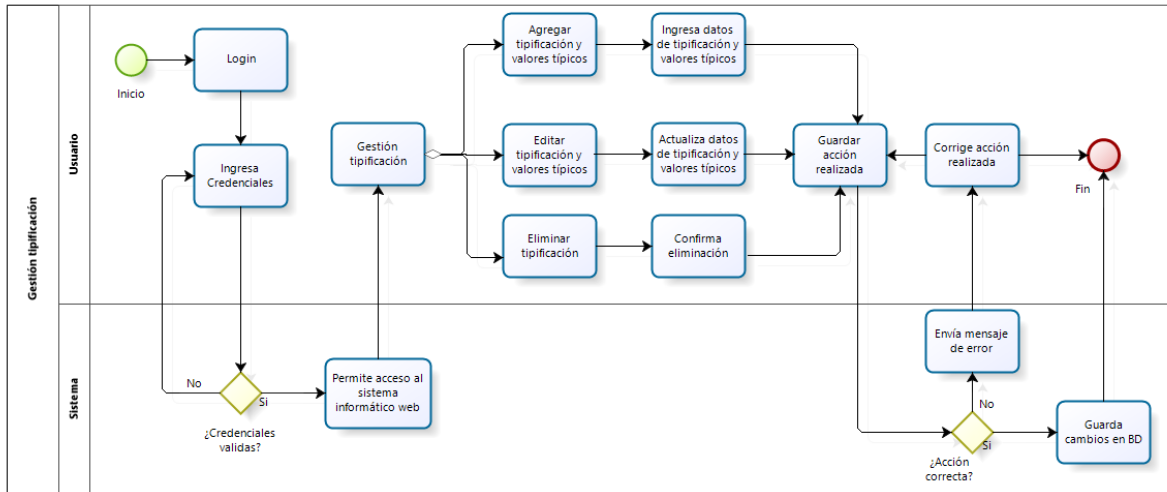 Gestión tipificación
Usuario
Inicio
Login
Ingresa
Credenciales
Gestión
tipificación
Agregar
tipificación y
valores típicos
Ingresa datos
de tipificación y
valores típicos
Editar
tipificación y
valores típicos
Actualiza datos
de tipificación y
valores típicos
Eliminar
tipificación
Confirma
eliminación
Guardar
acción
realizada
Corrige acción
realizada
Fin
Sistema
No
Si
¿Credenciales
validas?
Permite acceso al
sistema
informático web
Envía mensaje
de error
No
Si
¿Acción
correcta?
Guarda
cambios en BD